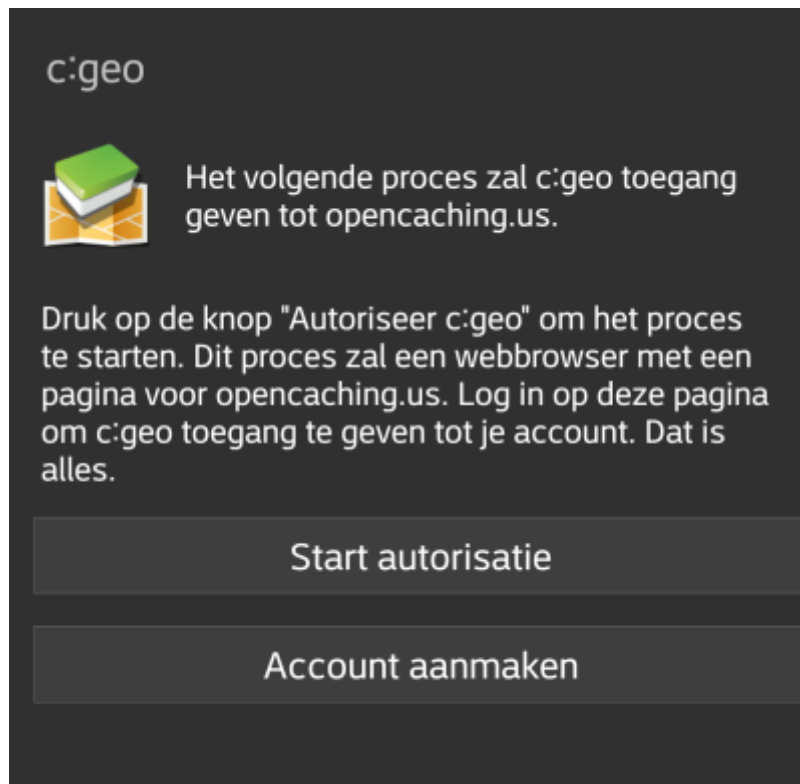 c:geo
Het volgende proces zal c:geo toegang
geven tot opencaching.us.
Druk op de knop "Autoriseer c:geo" om het proces
te starten. Dit proces zal een webbrowser met een
pagina voor opencaching.us. Log in op deze pagina
om c:geo toegang te geven tot je account. Dat is
alles.
Start autorisatie
Account aanmaken